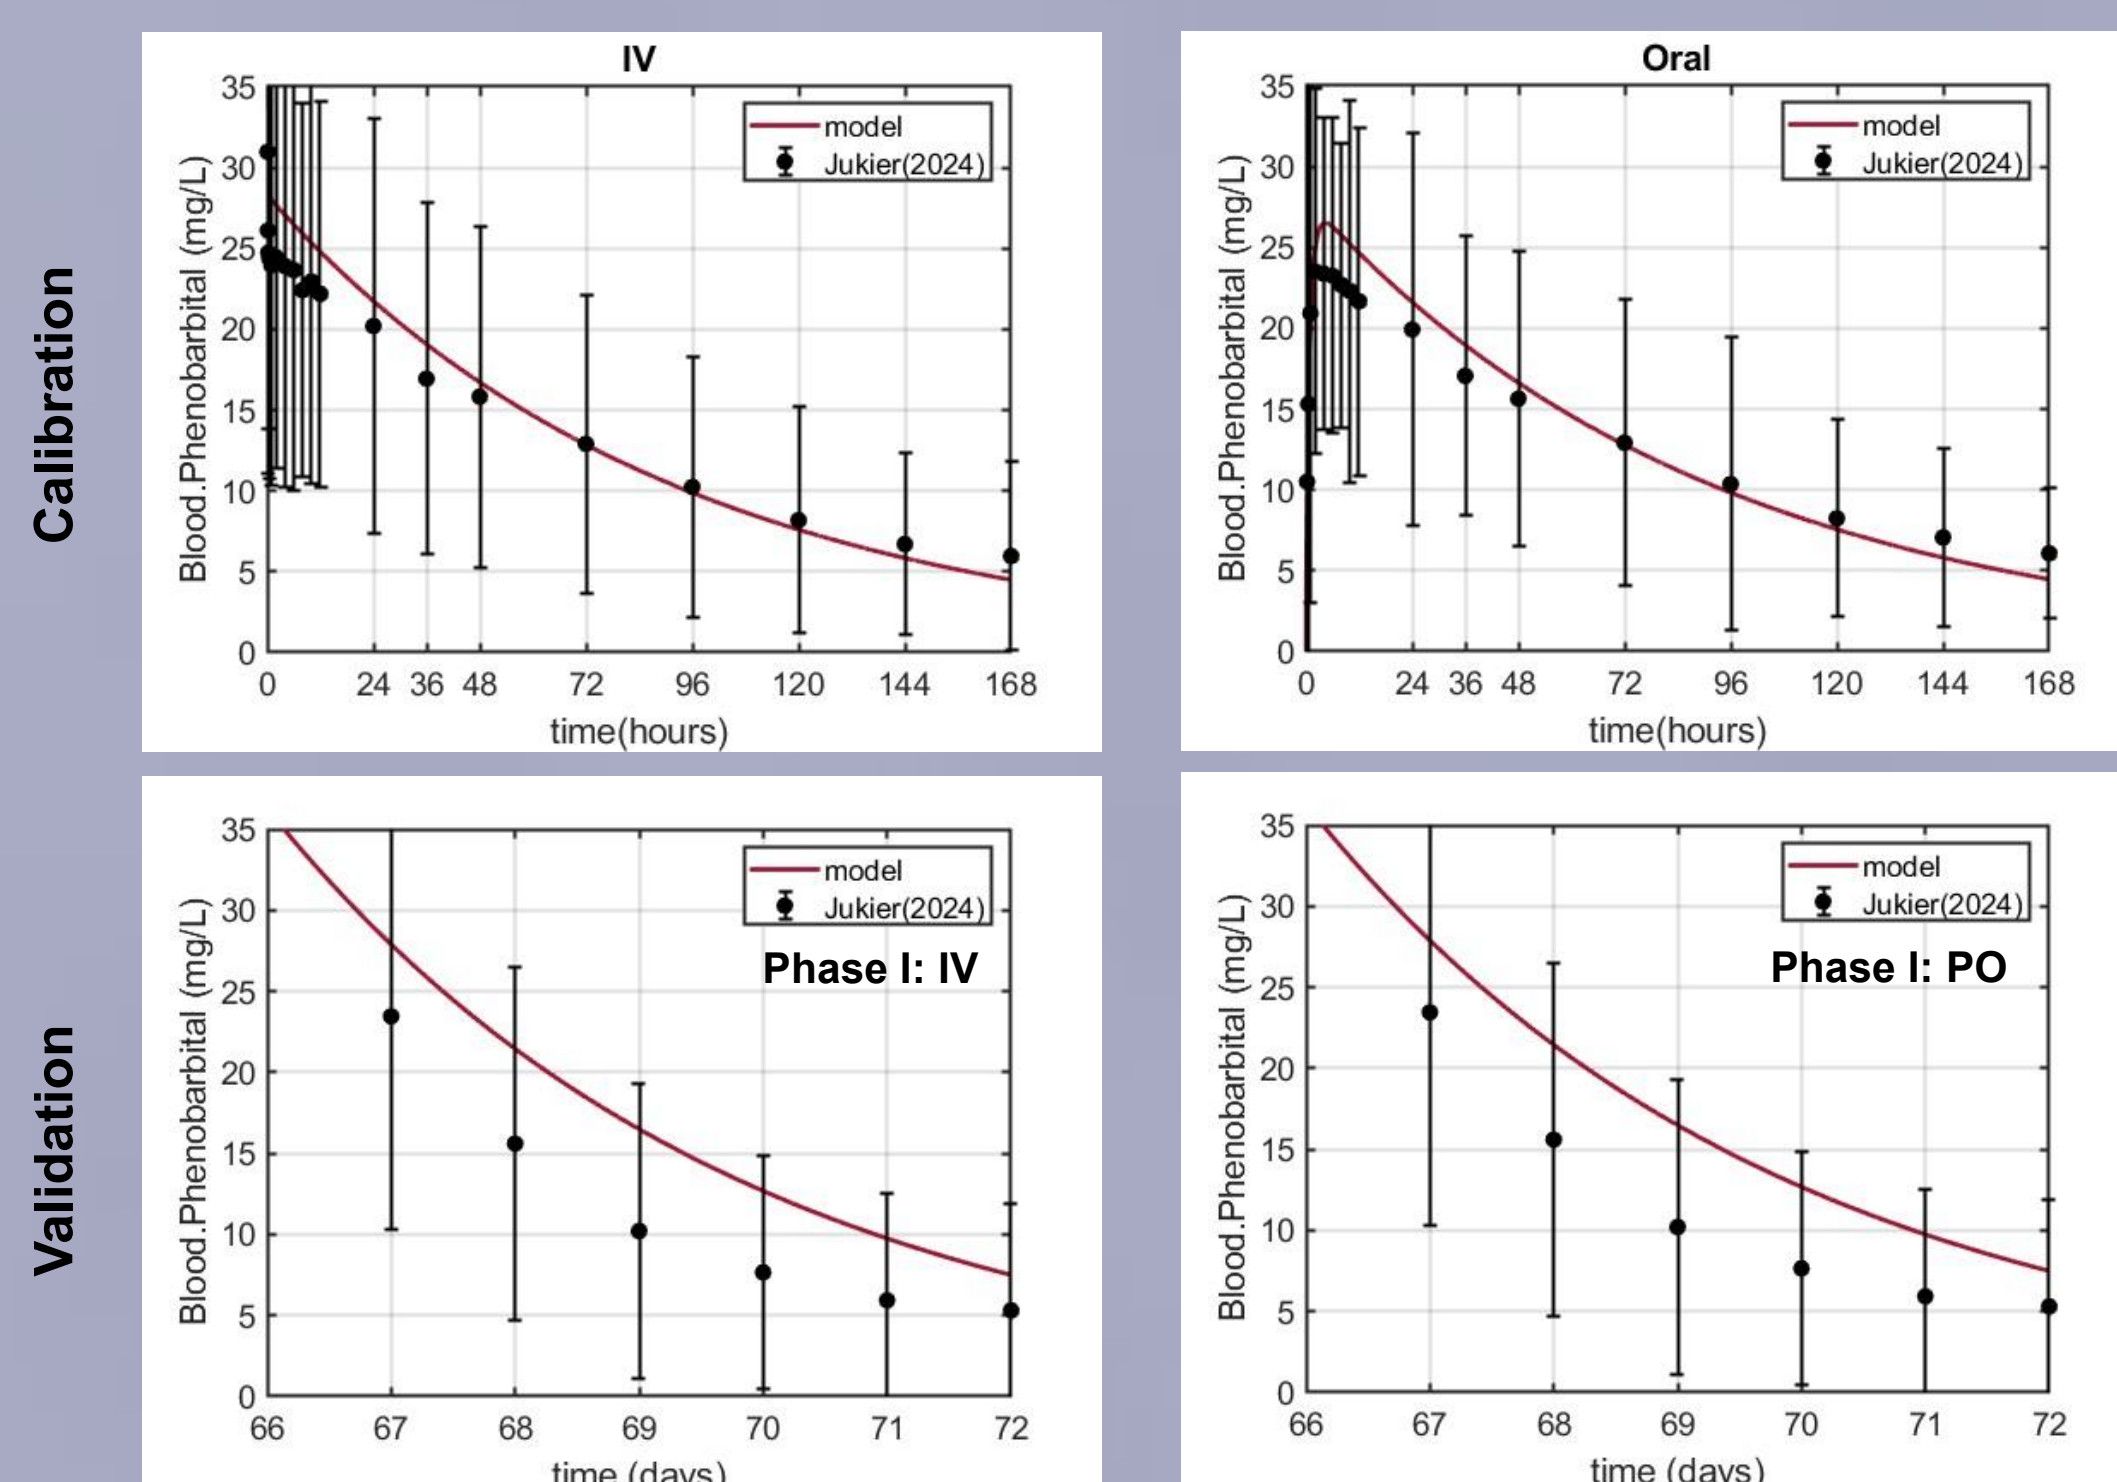 Calibration
IV
35
30
25
20
15
10
5
0
Blood.Phenobarbital (mg/L)
model
Jukier(2024)
0 24 36 48 72 96 120 144 168
time(hours)
Oral
35
30
25
20
15
10
5
0
Blood.Phenobarbital (mg/L)
model
Jukier(2024)
0 24 36 48 72 96 120 144 168
time(hours)
Validation
35
30
25
20
15
10
5
0
Blood.Phenobarbital (mg/L)
model
Jukier(2024)
Phase I: IV
66 67 68 69 70 71 72
time (days)
35
30
25
20
15
10
5
0
Blood.Phenobarbital (mg/L)
model
Jukier(2024)
Phase I: PO
66 67 68 69 70 71 72
time (days)